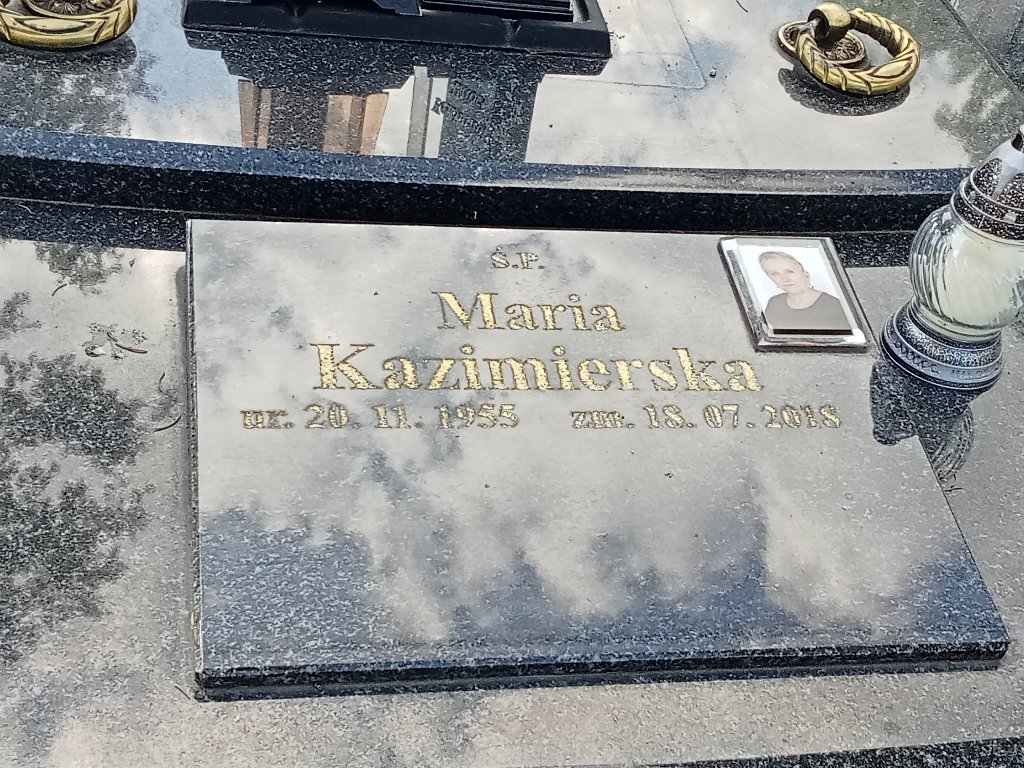 Ś.P.
Maria
Kazimierska
ur. 20. 11. 1955 zm. 18. 07. 2018